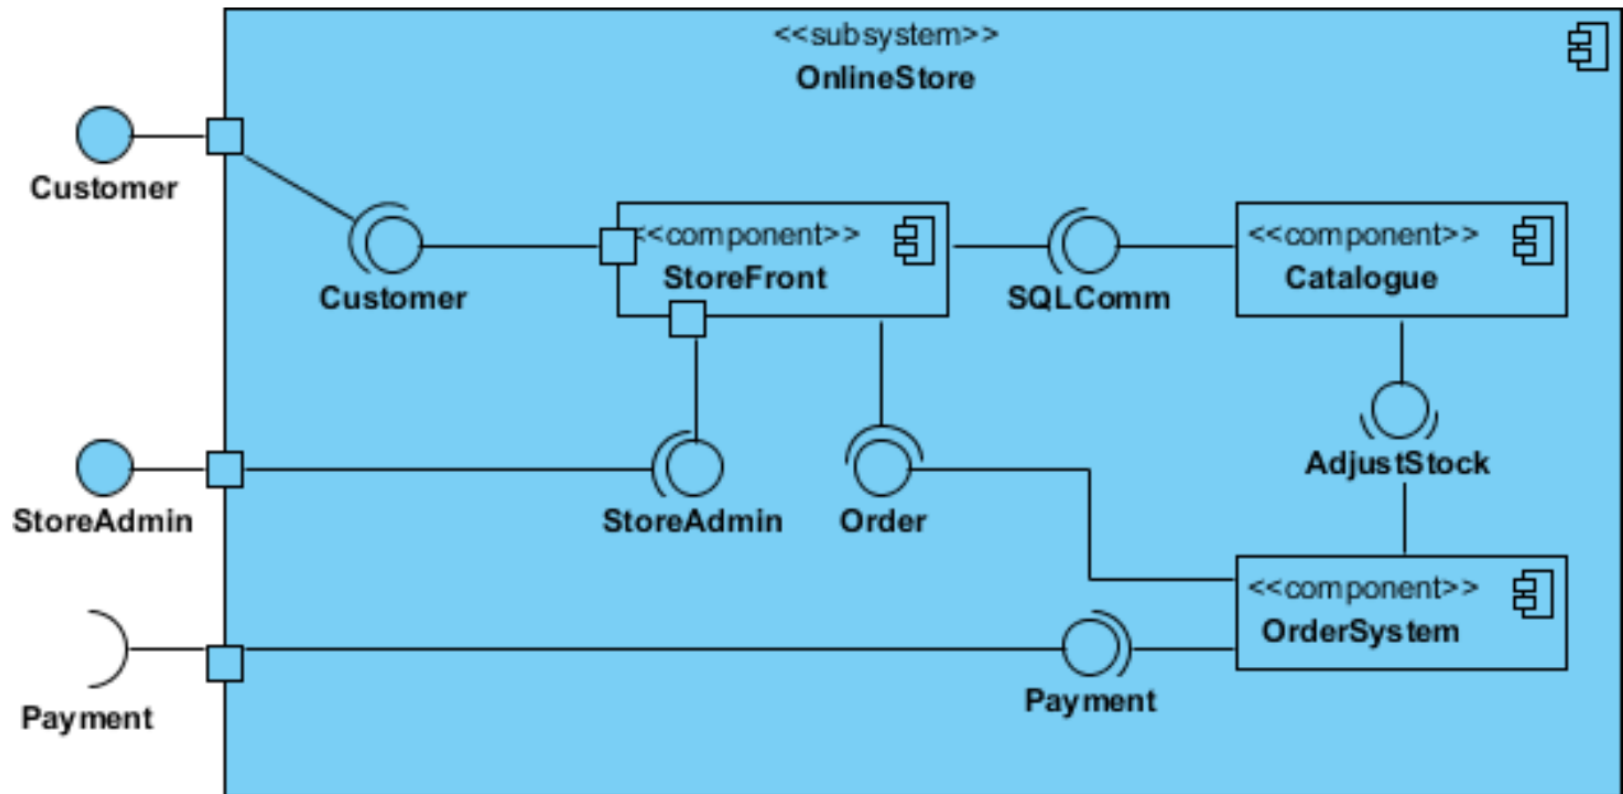 <<subsystem>>
OnlineStore
Customer
<<component>>
StoreFront
<<component>>
Catalogue
Customer
SQLComm
AdjustStock
StoreAdmin
StoreAdmin
Order
<<component>>
OrderSystem
Payment
Payment